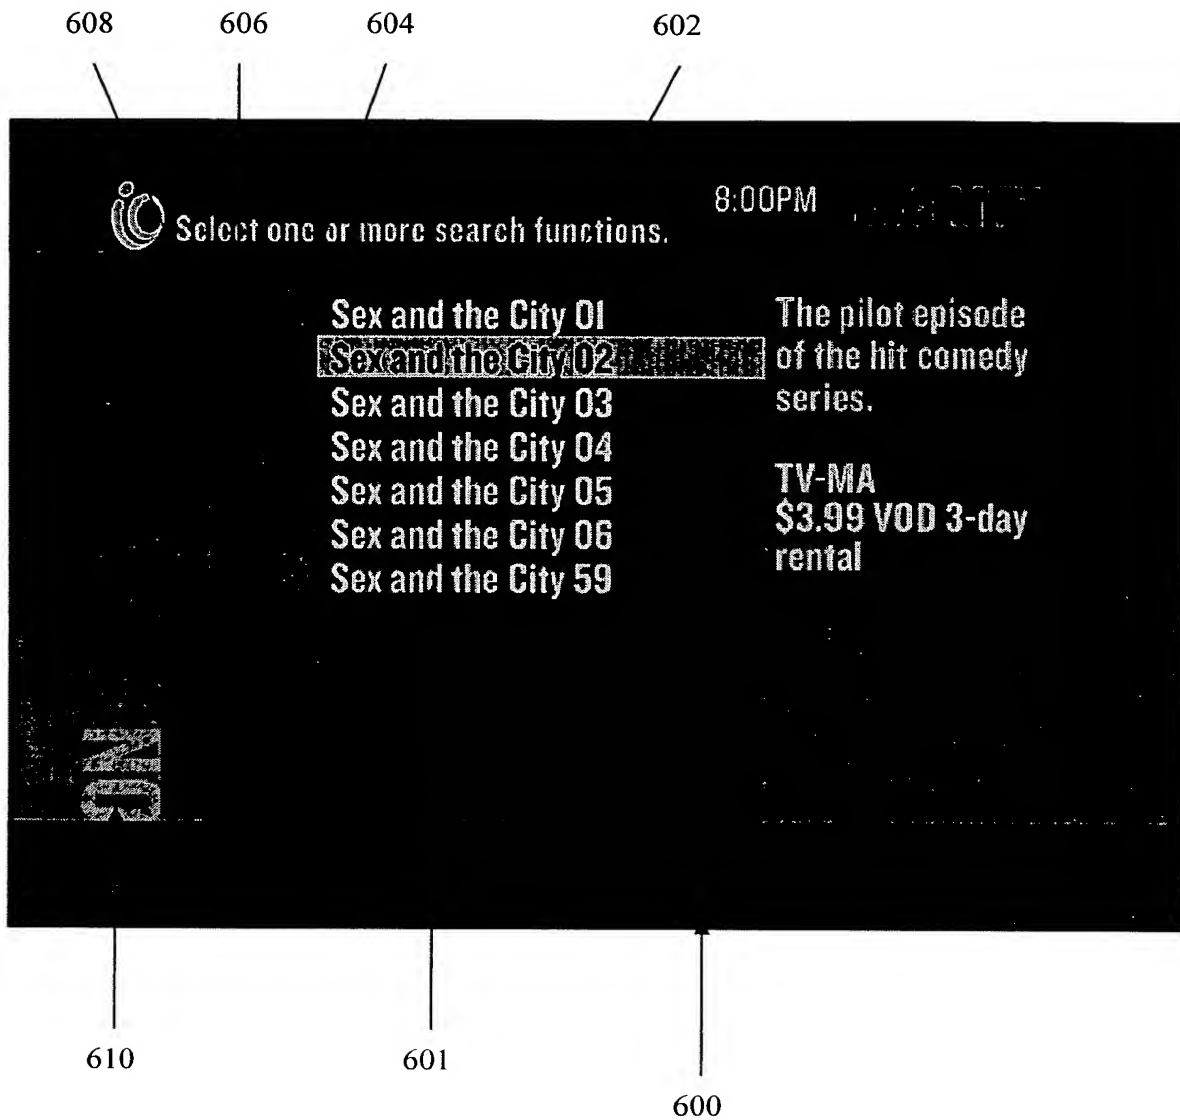 608 606 604 602
8:00PM
Select one or more search functions.
Sex and the City 01
Sex and the City 02
Sex and the City 03
Sex and the City 04
Sex and the City 05
Sex and the City 06
Sex and the City 59
The pilot episode
of the hit comedy
series.
TV-MA
$3.99 VOD 3-day
rental
610 601
600